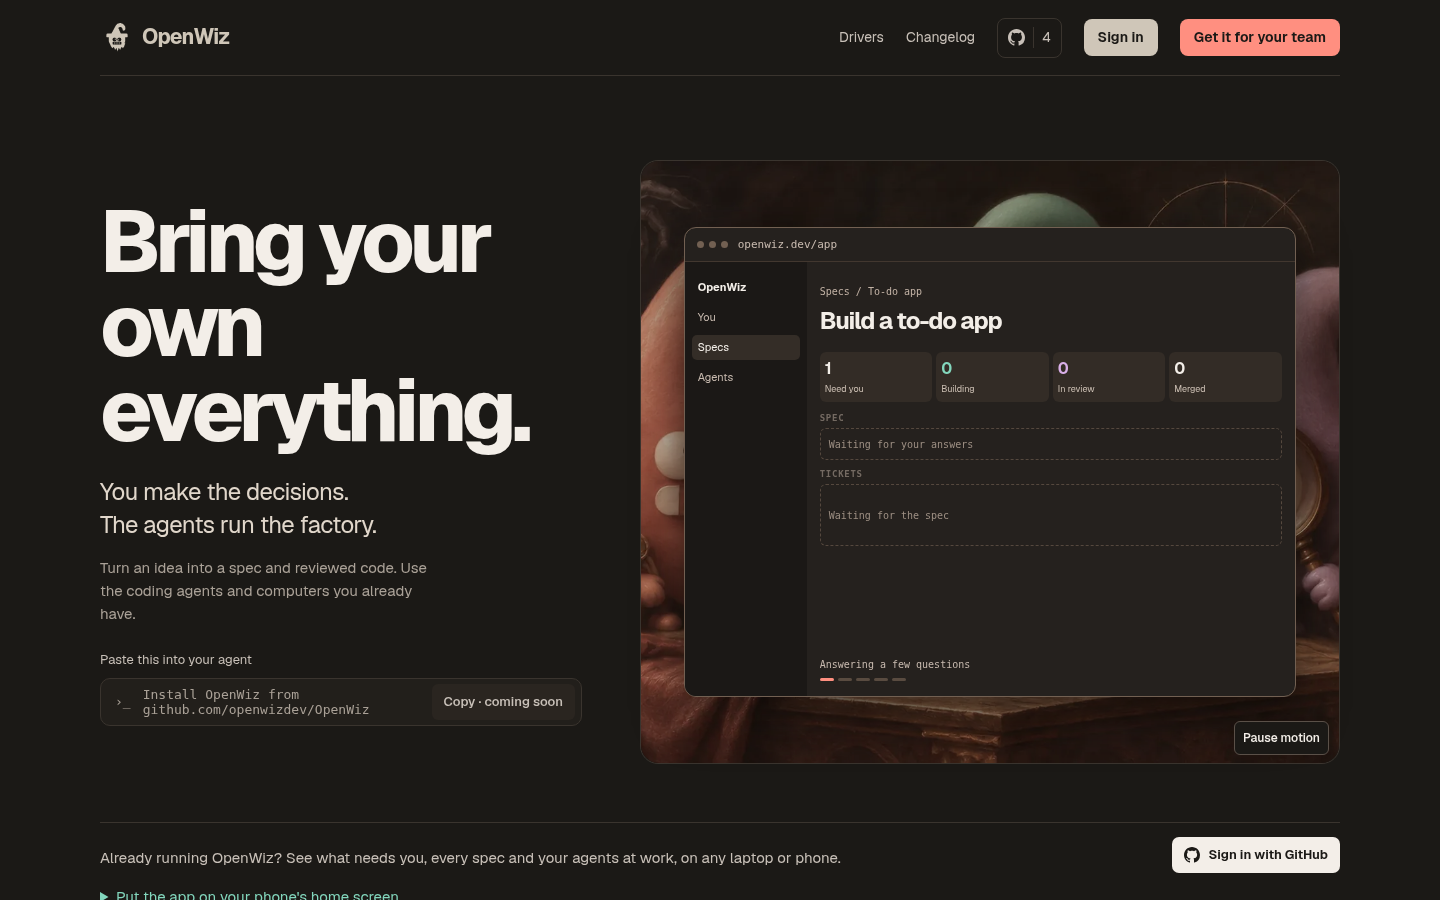 OpenWiz
Drivers
Changelog
4
Sign in
Get it for your team
Bring your
own
everything.
You make the decisions.
The agents run the factory.
Turn an idea into a spec and reviewed code. Use
the coding agents and computers you already
have.
Paste this into your agent
›_
Install OpenWiz from
github.com/openwizdev/OpenWiz
Copy · coming soon
openwiz.dev/app
OpenWiz
You
Specs
Agents
Specs / To-do app
Build a to-do app
1
Need you
0
Building
0
In review
0
Merged
SPEC
Waiting for your answers
TICKETS
Waiting for the spec
Answering a few questions
Pause motion
Already running OpenWiz? See what needs you, every spec and your agents at work, on any laptop or phone.
Sign in with GitHub
Put the app on your phone's home screen